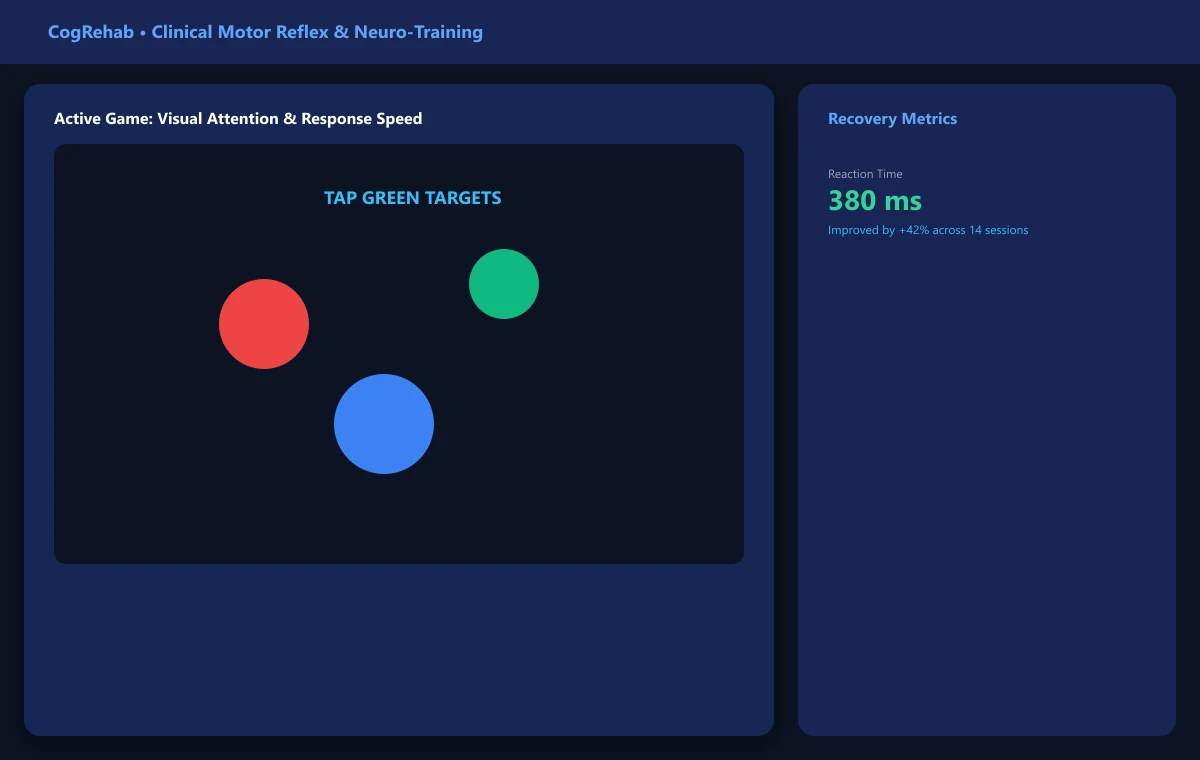 CogRehab • Clinical Motor Reflex & Neuro-Training
Active Game: Visual Attention & Response Speed
TAP GREEN TARGETS
Recovery Metrics
Reaction Time
380 ms
Improved by +42% across 14 sessions